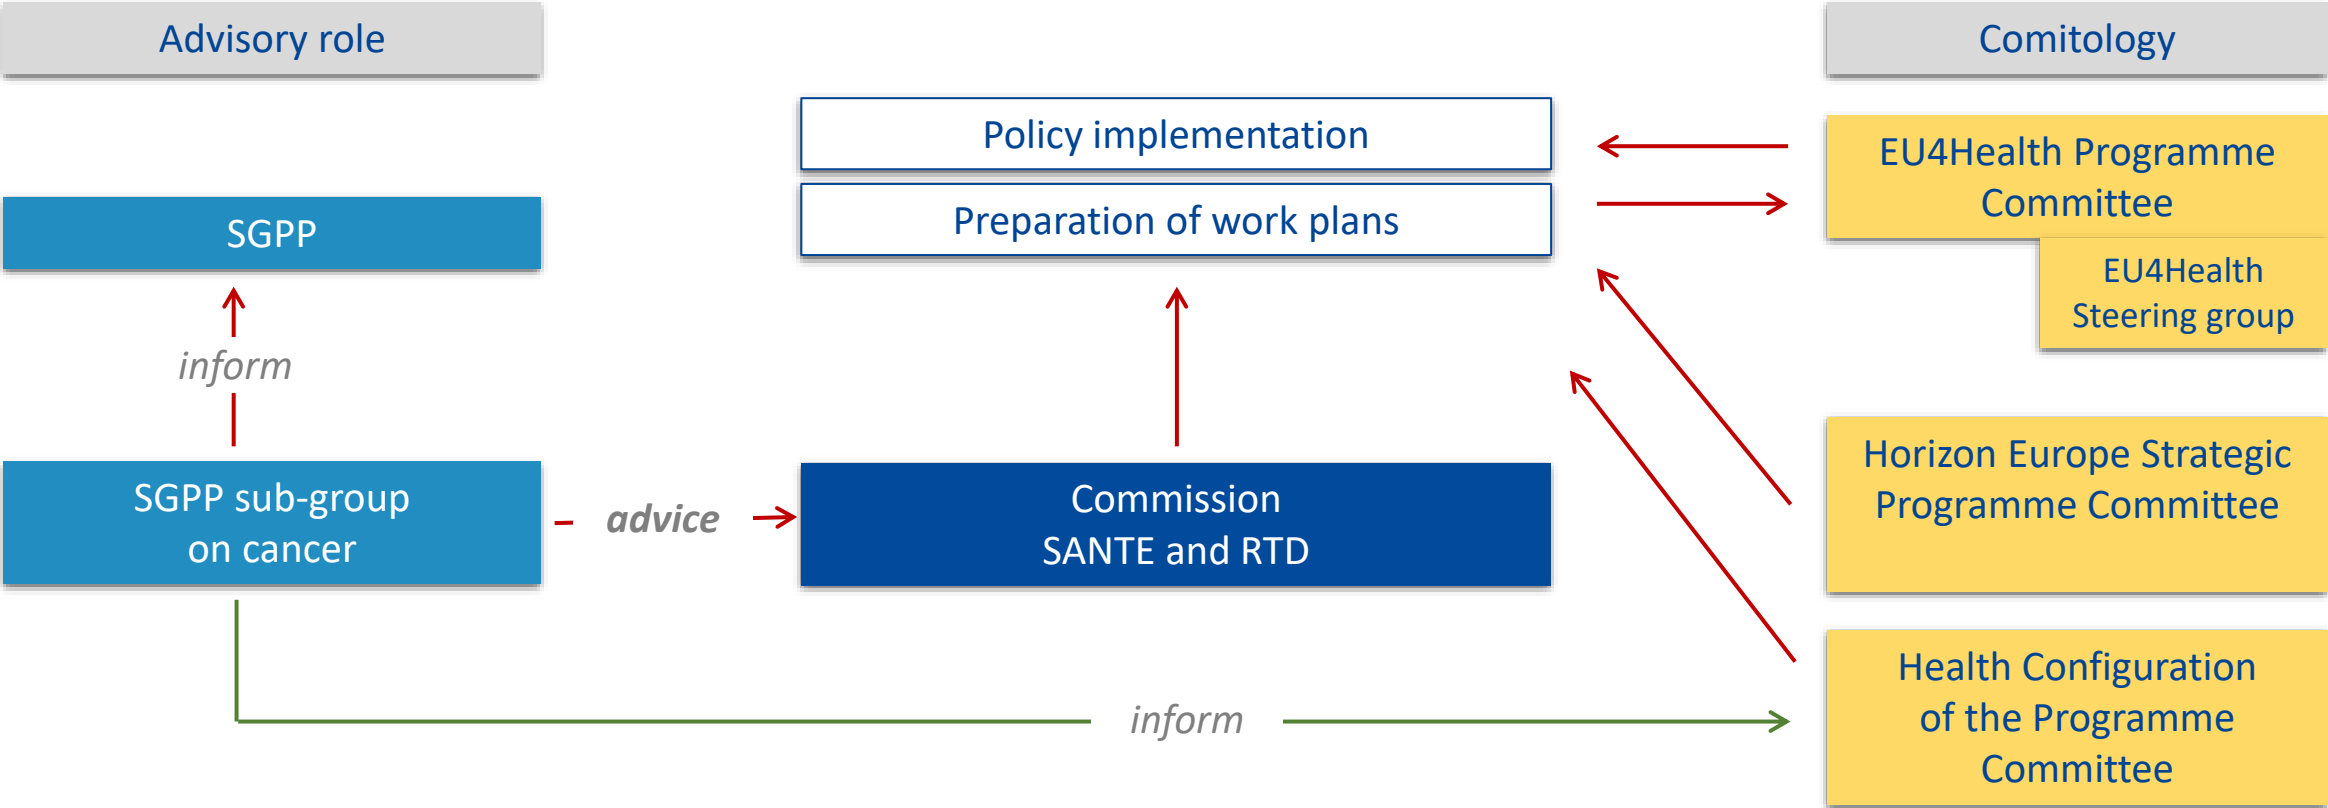 Advisory role
Comitology
Policy implementation
Preparation of work plans
EU4Health Programme
Committee
EU4Health
Steering group
SGPP
inform
SGPP sub-group
on cancer
advice
Commission
SANTE and RTD
Horizon Europe Strategic
Programme Committee
inform
Health Configuration
of the Programme
Committee